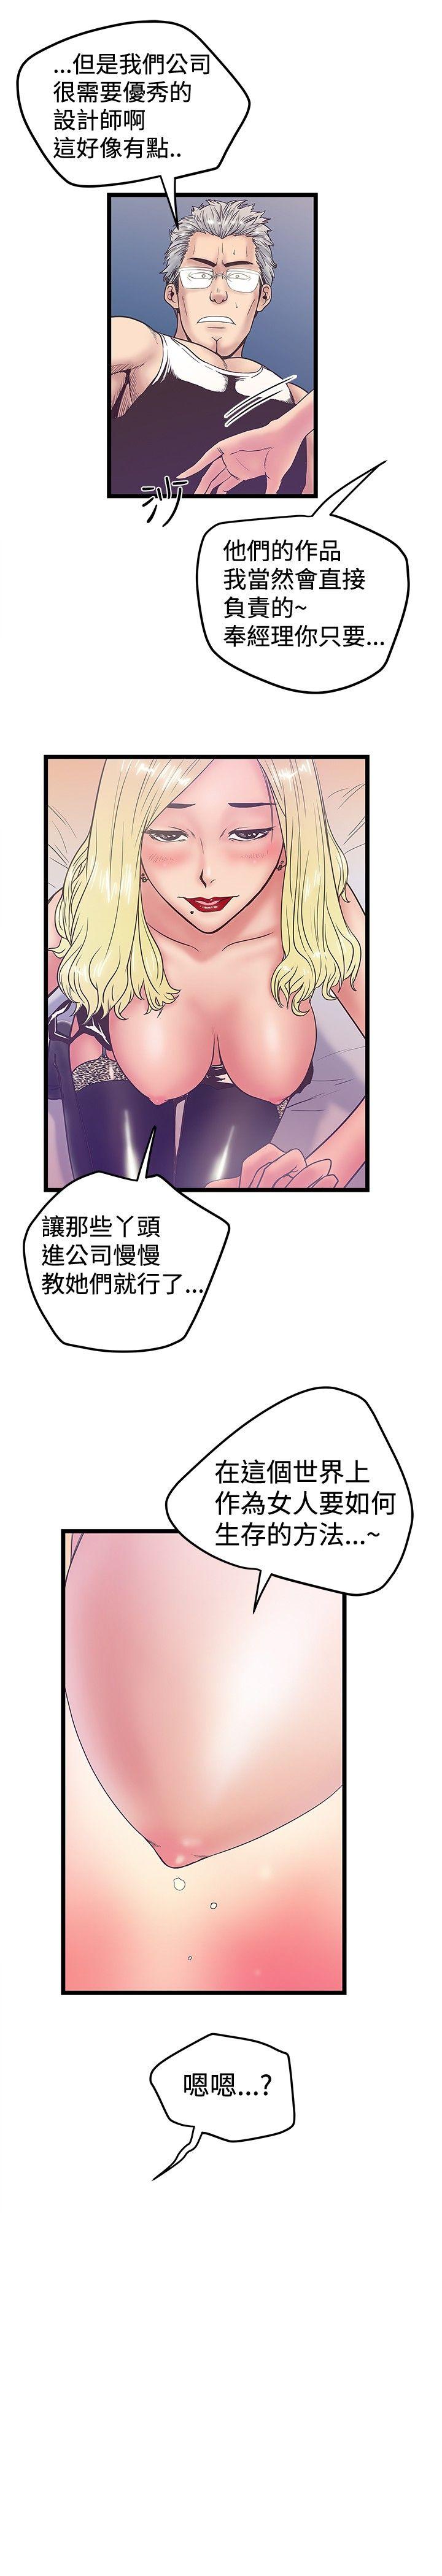 ...但是我們公司
很需要優秀的
設計師啊
這好像有點..
沙
他們的作品
我當然會直接
負責的~
奉經理你只要...
讓那些丫頭
進公司慢慢
教她們就行了...
在這個世界上
作為女人要如何
生存的方法...~
嗯嗯...?